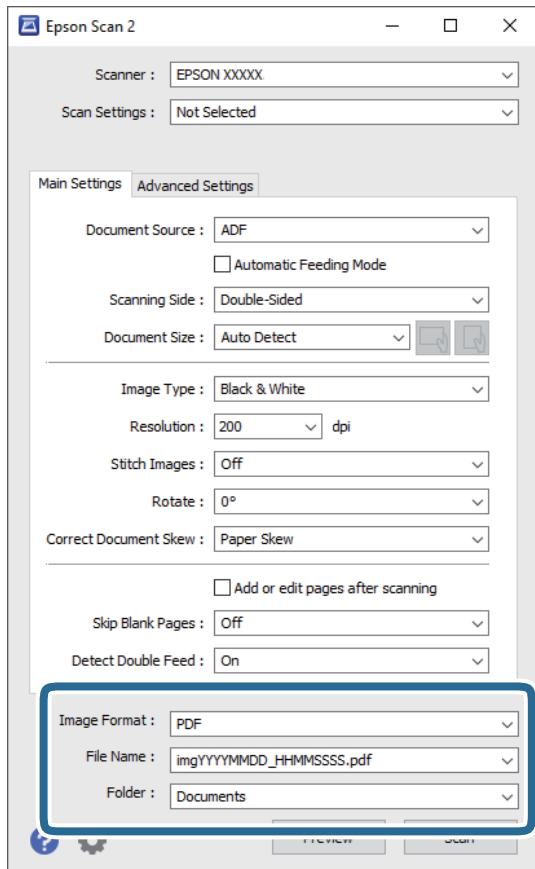 Epson Scan 2
Scanner : EPSON XXXXX
Scan Settings : Not Selected
Main Settings Advanced Settings
Document Source : ADF
Automatic Feeding Mode
Scanning Side : Double-Sided
Document Size : Auto Detect
Image Type : Black & White
Resolution : 200 dpi
Stitch Images : Off
Rotate : 0°
Correct Document Skew : Paper Skew
Add or edit pages after scanning
Skip Blank Pages : Off
Detect Double Feed : On
Image Format : PDF
File Name : imgYYYYMMDD_HHMMSSSS.pdf
Folder : Documents
? Preview Scan